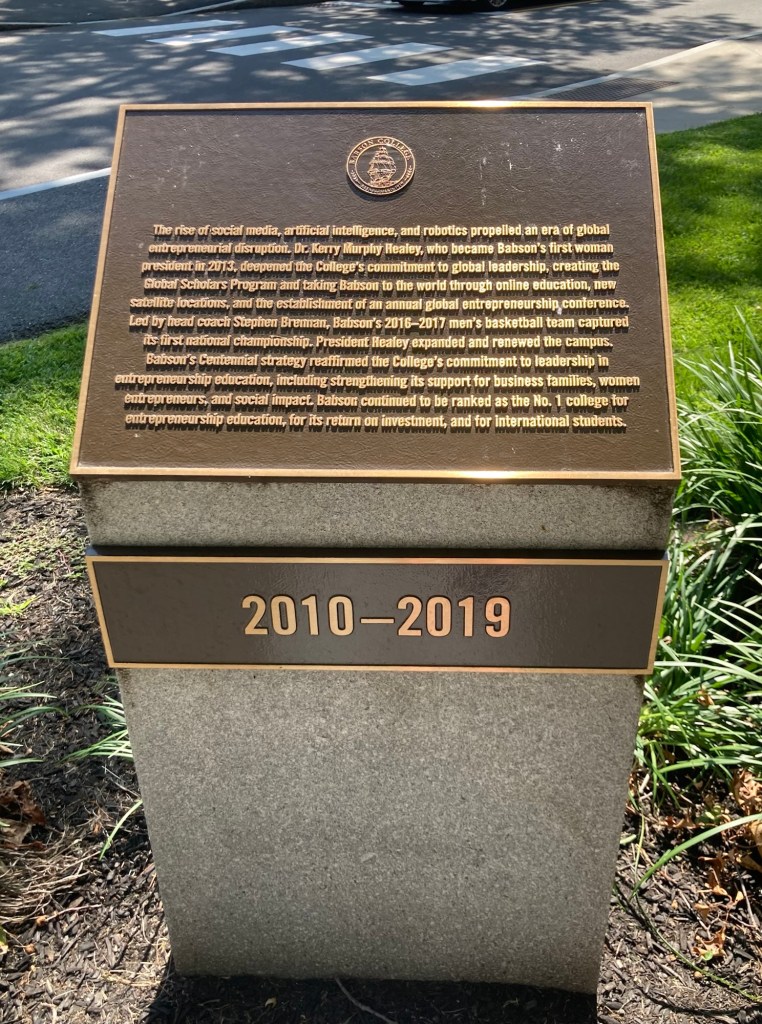 BABSON COLLEGE
The rise of social media, artificial intelligence, and robotics propelled an era of global
entrepreneurial disruption. Dr. Kerry Murphy Healey, who became Babson's first woman
president in 2013, deepened the College's commitment to global leadership, creating the
Global Scholars Program and taking Babson to the world through online education, new
satellite locations, and the establishment of an annual global entrepreneurship conference.
Led by head coach Stephen Brennan, Babson's 2016–2017 men's basketball team captured
its first national championship. President Healey expanded and renewed the campus.
Babson's Centennial strategy reaffirmed the College's commitment to leadership in
entrepreneurship education, including strengthening its support for business families, women
entrepreneurs, and social impact. Babson continued to be ranked as the No. 1 college for
entrepreneurship education, for its return on investment, and for international students.
2010–2019